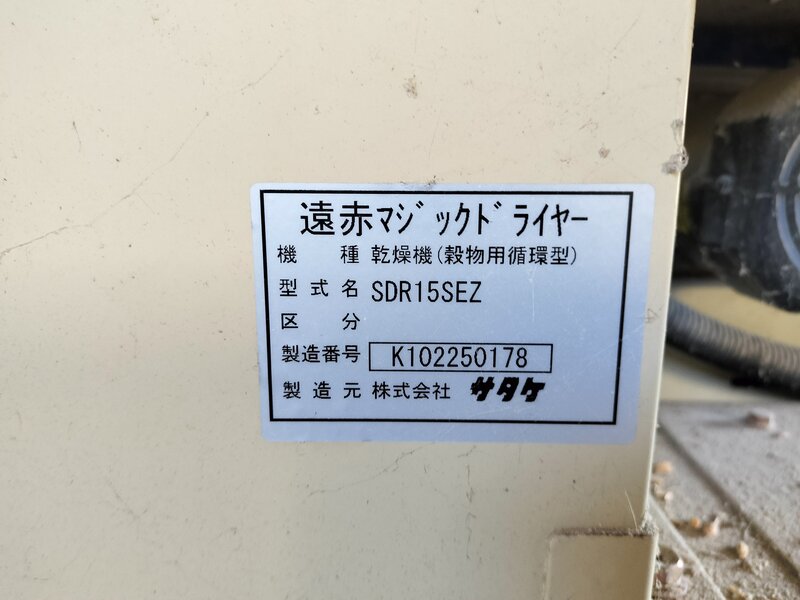 遠赤マジックドライヤー
機種 乾燥機(穀物用循環型)
型式名 SDR15SEZ
区分
製造番号 K102250178
製造元 株式会社 サタケ